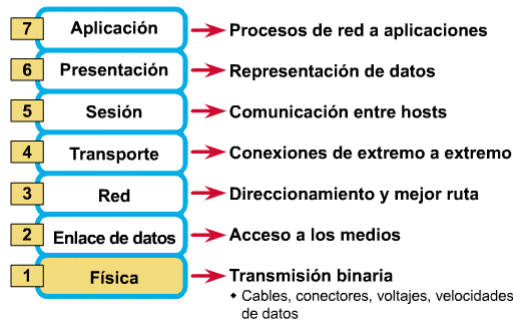 7 Aplicación Procesos de red a aplicaciones
6 Presentación Representación de datos
5 Sesión Comunicación entre hosts
4 Transporte Conexiones de extremo a extremo
3 Red Direccionamiento y mejor ruta
2 Enlace de datos Acceso a los medios
1 Física Transmisión binaria
• Cables, conectores, voltajes, velocidades
de datos